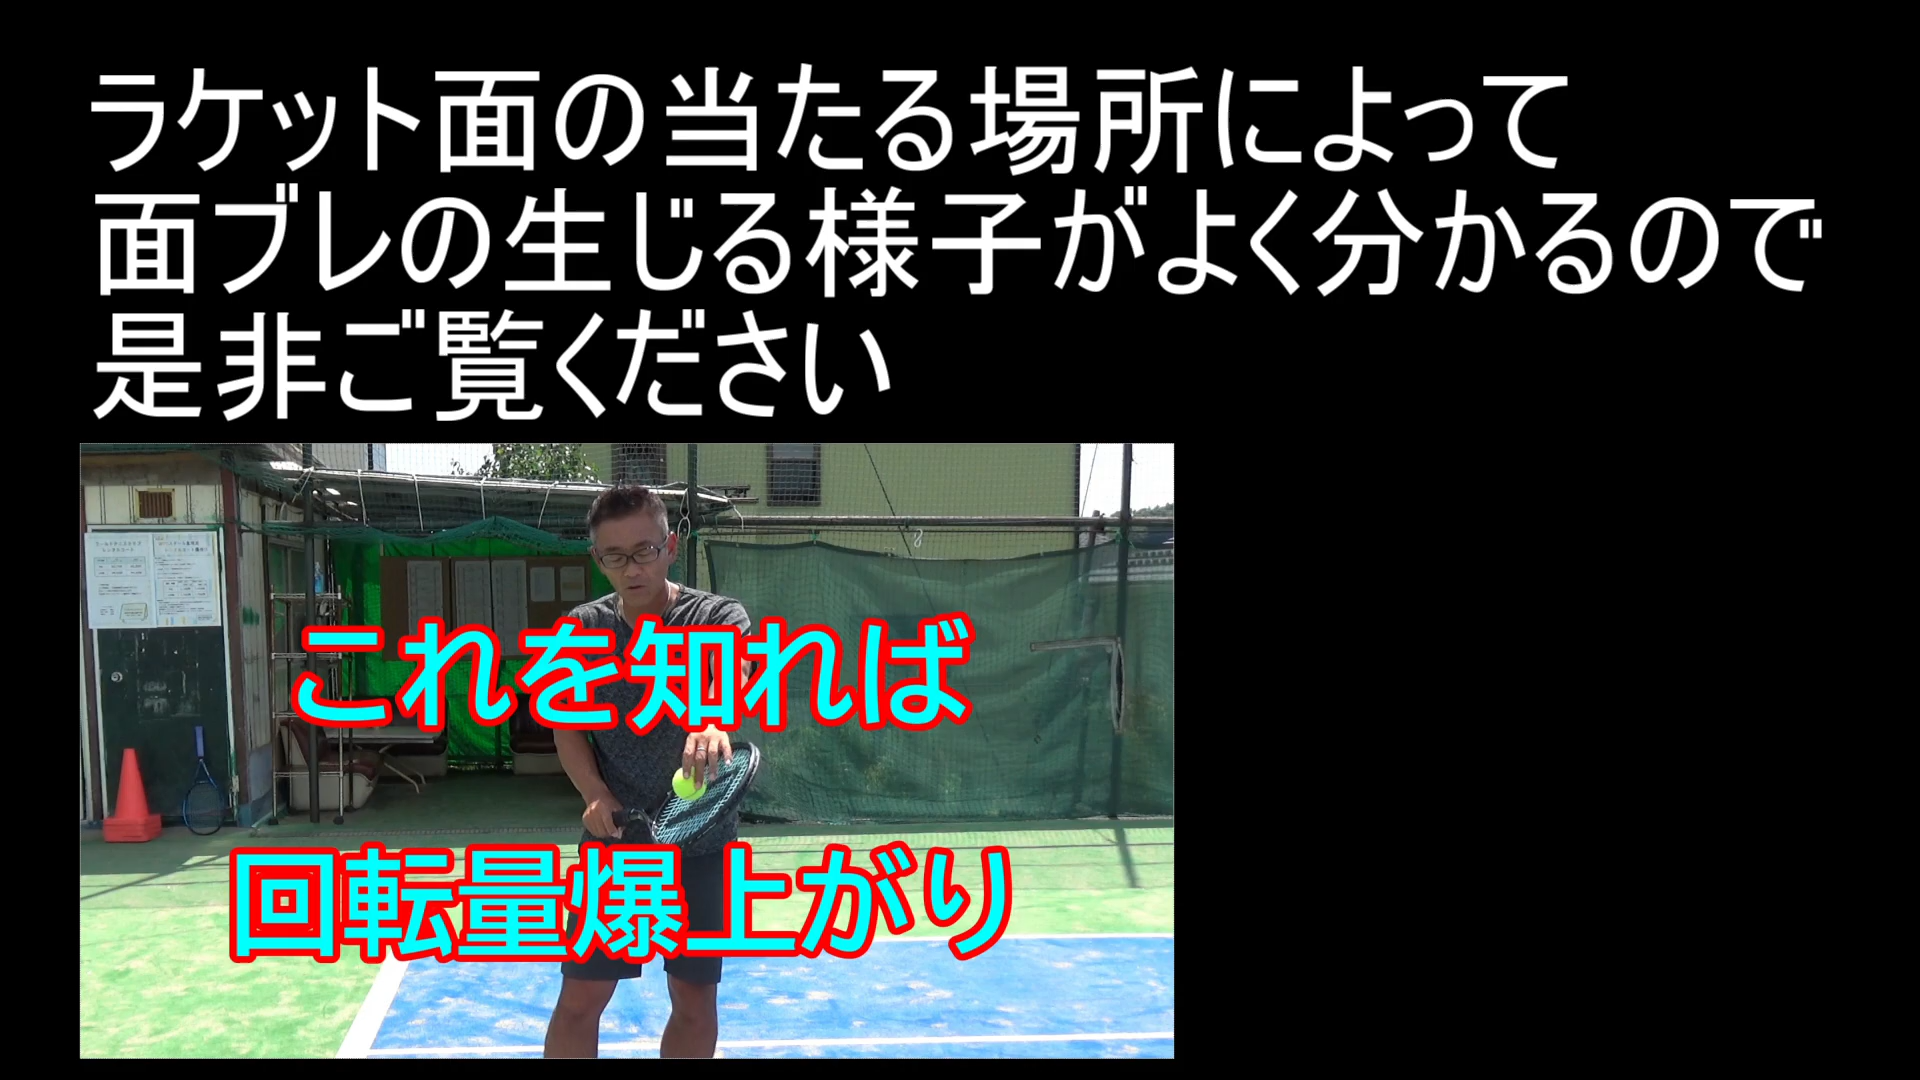 ラケット面の当たる場所によって
面ブレの生じる様子がよく分かるので
是非ご覧ください
これを知れば
回転量爆上がり